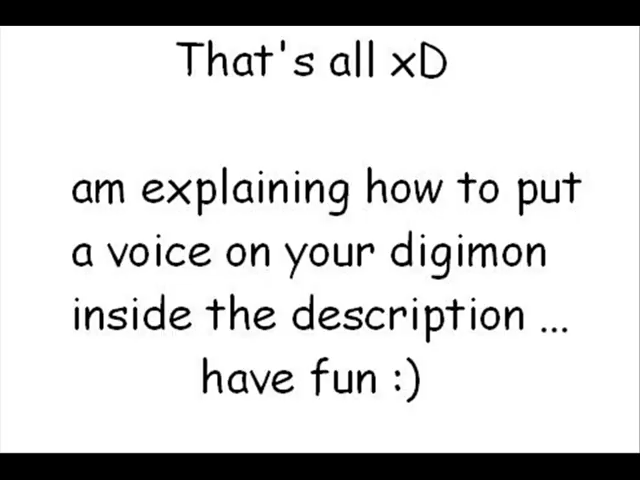 That's all xD
am explaining how to put
a voice on your digimon
inside the description ...
have fun :)